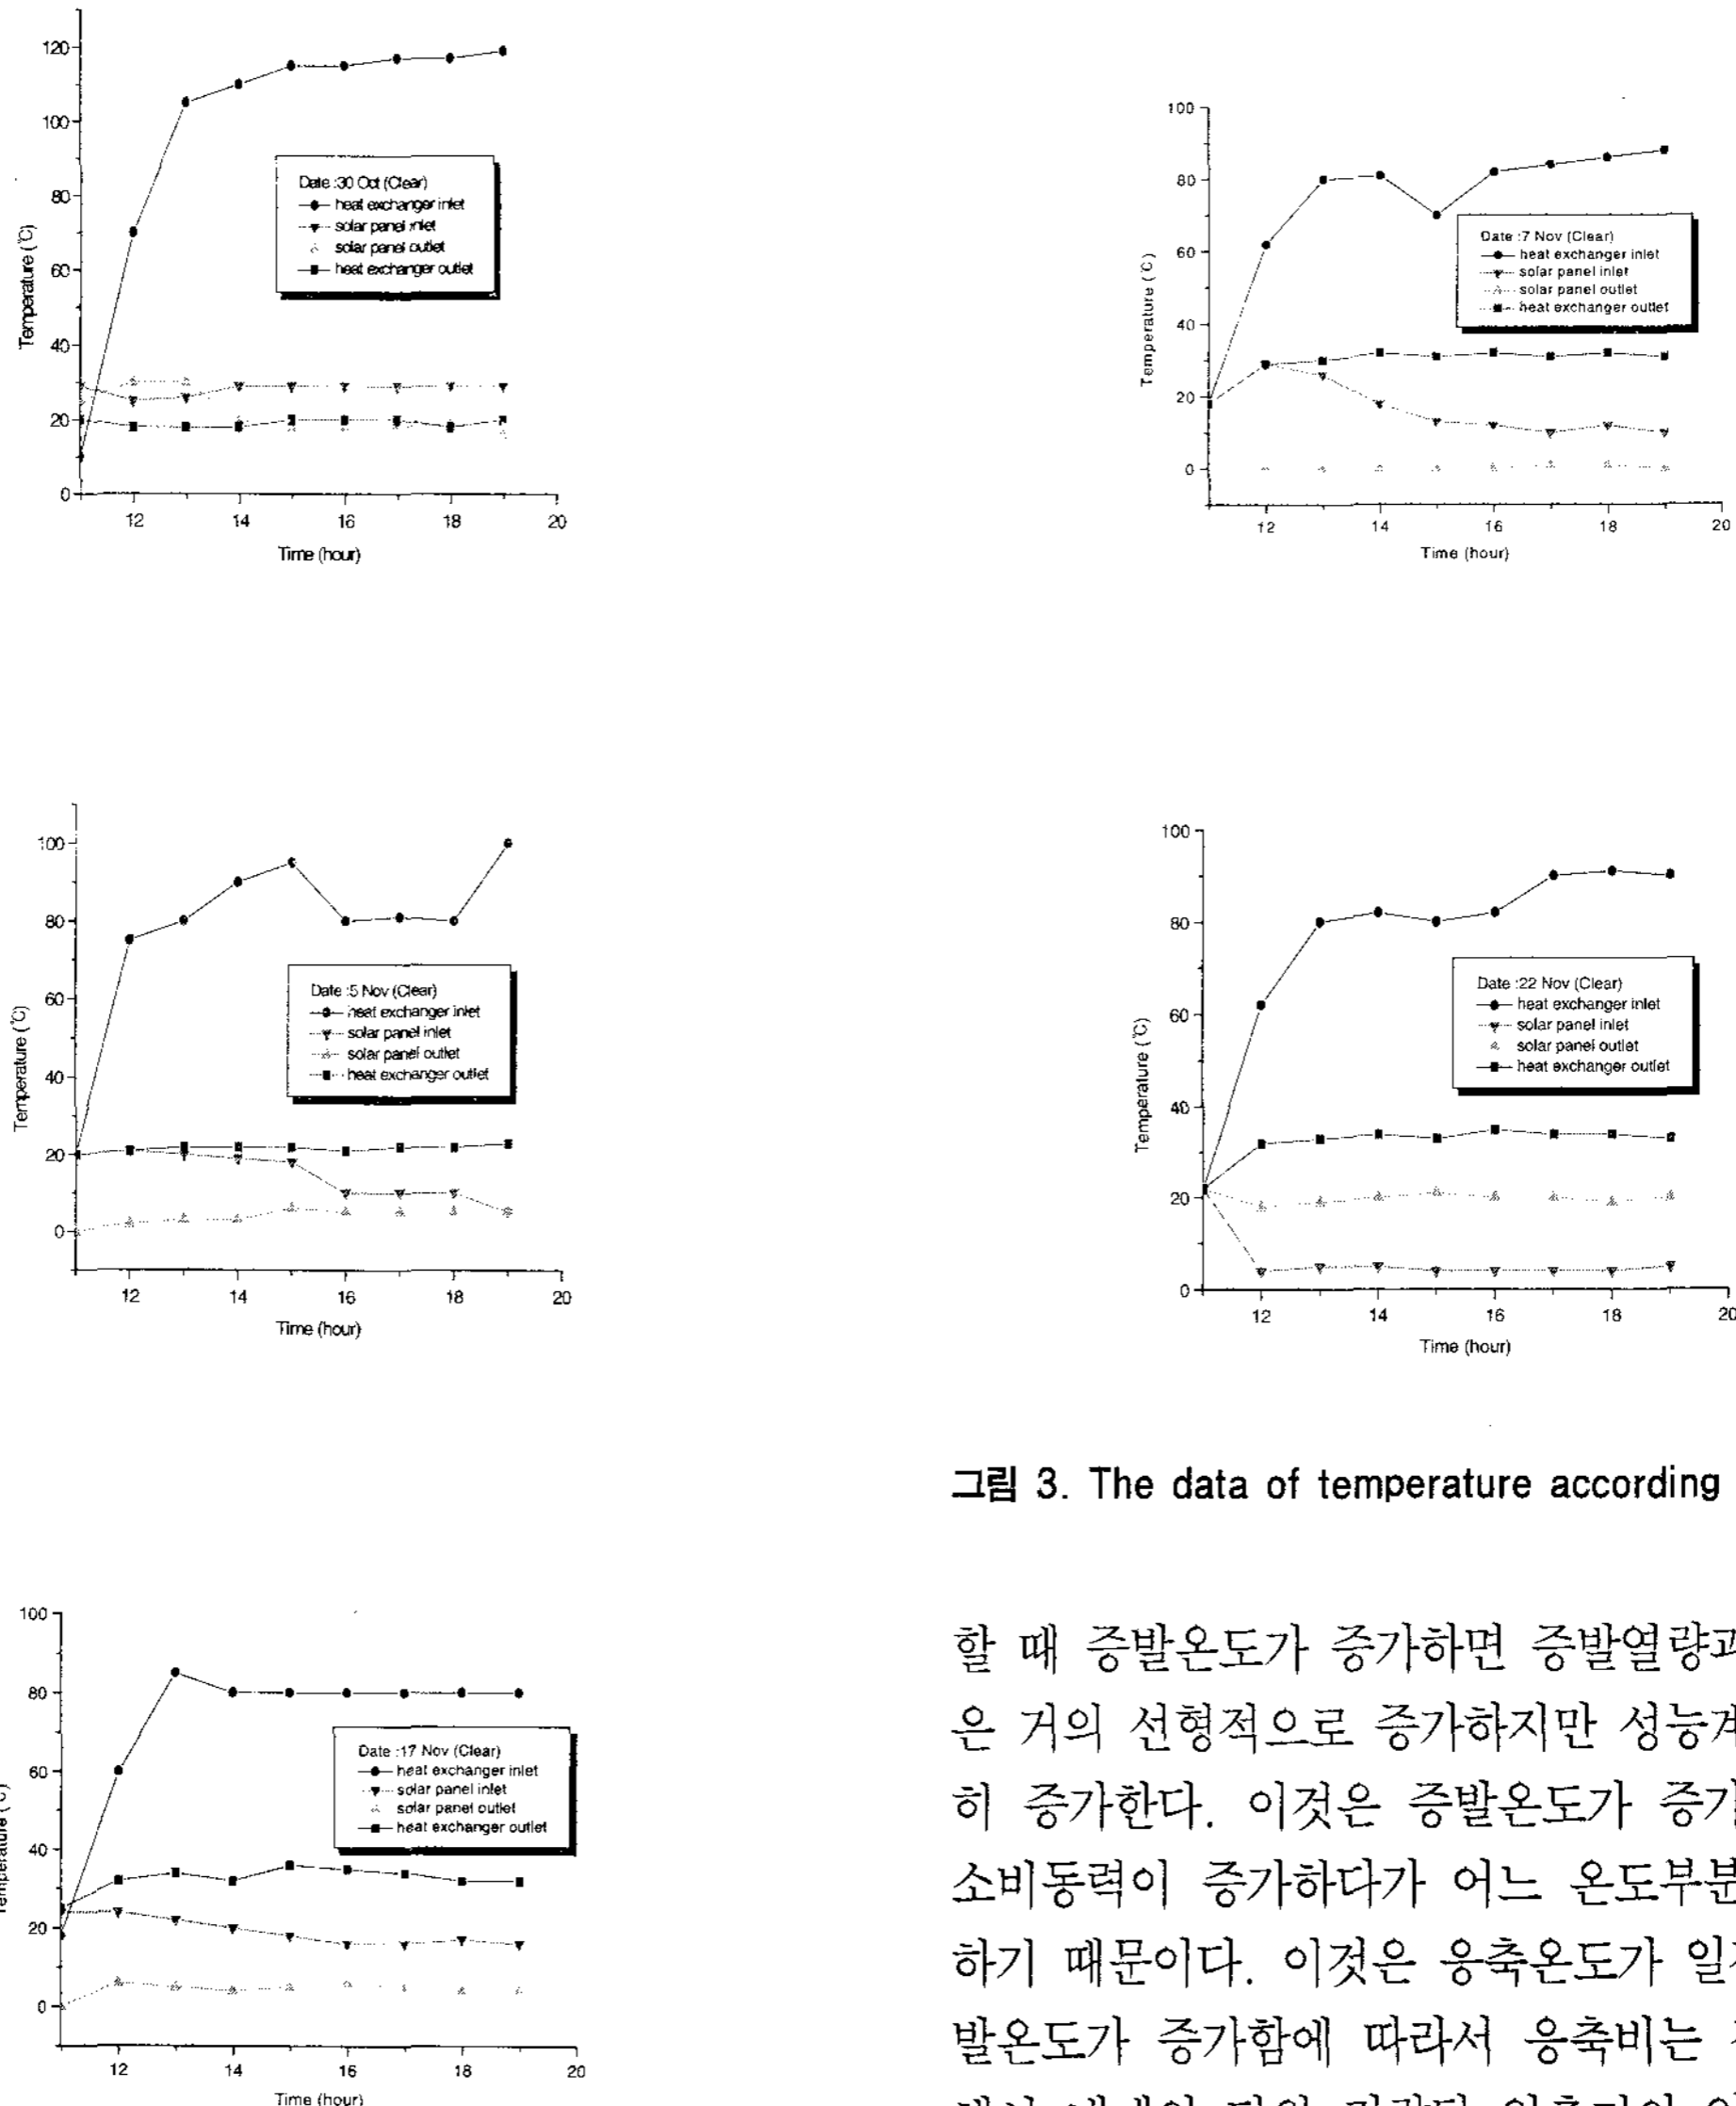 120
100
80
60
40
20
0
Temperature (℃)
Date :30 Oct (Clear)
heat exchanger inlet
solar panel inlet
solar panel outlet
heat exchanger outlet
12 14 16 18 20
Time (hour)
100
80
60
40
20
0
Temperature (℃)
Date :5 Nov (Clear)
heat exchanger inlet
solar panel inlet
solar panel outlet
heat exchanger outlet
12 14 16 18 20
Time (hour)
100
80
60
40
20
0
Date :17 Nov (Clear)
heat exchanger inlet
solar panel inlet
solar panel outlet
heat exchanger outlet
12 14 16 18 20
Time (hour)
100
80
60
40
20
0
Temperature (℃)
Date :7 Nov (Clear)
heat exchanger inlet
solar panel inlet
solar panel outlet
heat exchanger outlet
12 14 16 18 20
Time (hour)
100
80
60
40
20
0
Temperature (℃)
Date :22 Nov (Clear)
heat exchanger inlet
solar panel inlet
solar panel outlet
heat exchanger outlet
12 14 16 18
Time (hour)
그림 3. The data of temperature according
할 때 증발온도가 증가하면
은 거의 선형적으로 증가하지만
히 증가한다. 이것은 증발온도가
소비동력이 증가하다가 어느 온도부분
하기 때문이다. 이것은 응축온도가
발온도가 증가함에 따라서 응축비는